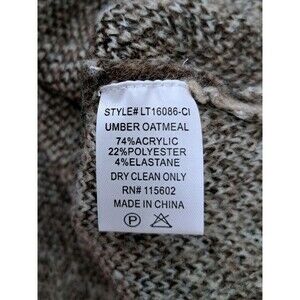 STYLE# LT16086-CI
UMBER OATMEAL
74%ACRYLIC
22%POLYESTER
4%ELASTANE
DRY CLEAN ONLY
RN# 115602
MADE IN CHINA
P